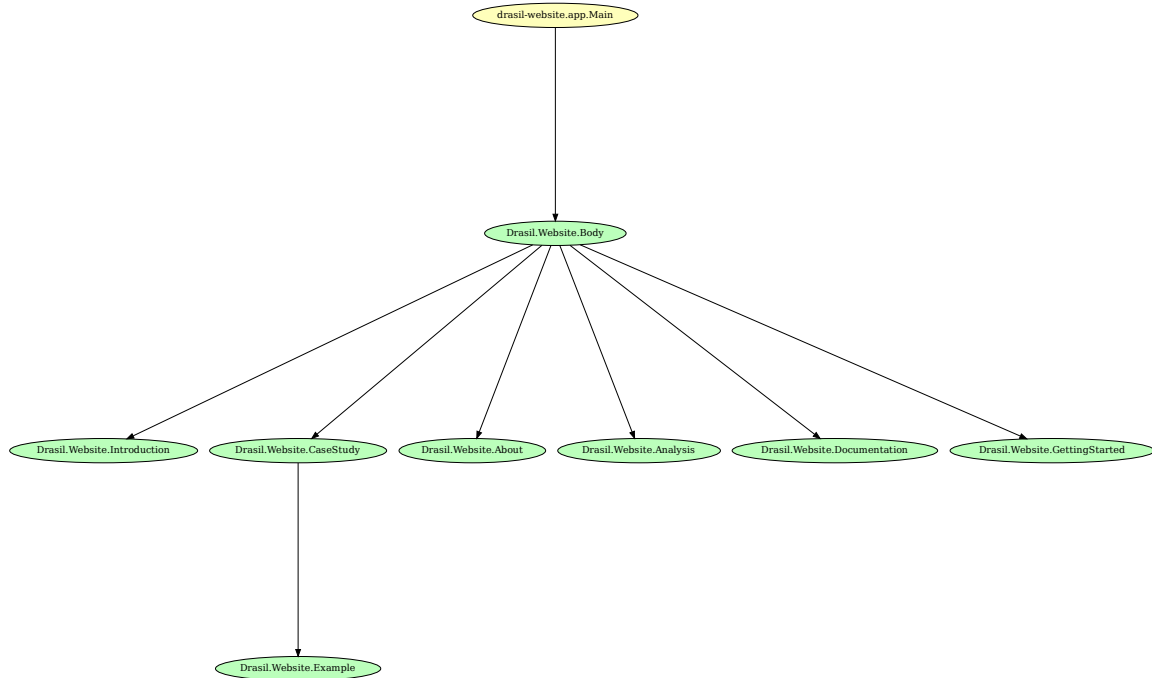 drasil-website.app.Main
Drasil.Website.Body
Drasil.Website.Introduction
Drasil.Website.CaseStudy
Drasil.Website.About
Drasil.Website.Analysis
Drasil.Website.Documentation
Drasil.Website.GettingStarted
Drasil.Website.Example